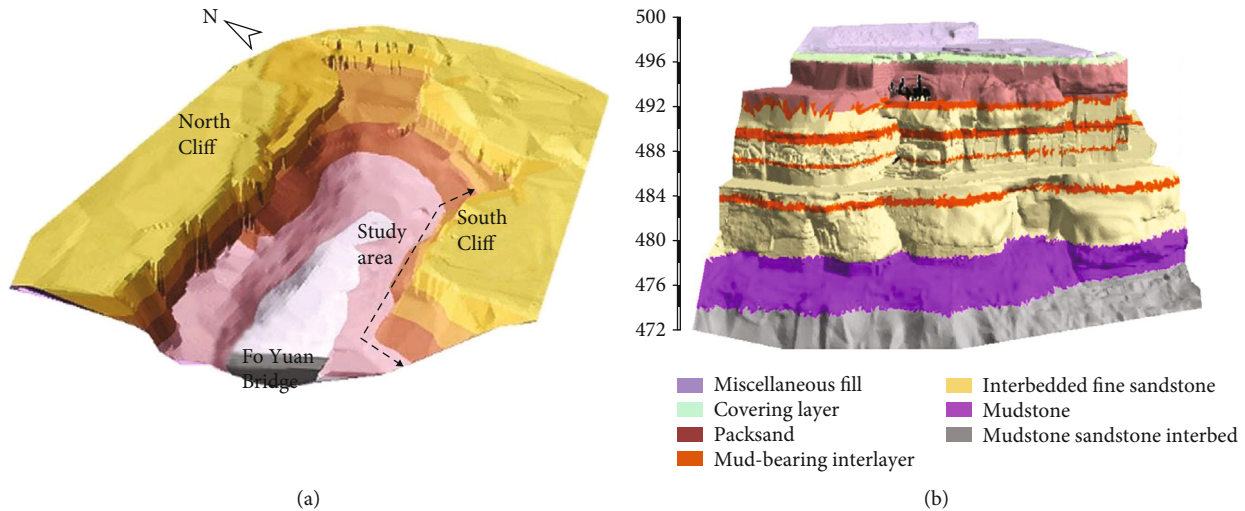 N
North
Cliff
Study
area
South
Cliff
Fo Yuan
Bridge
(a)
500
496
492
488
484
480
476
472
Miscellaneous fill
Covering layer
Packsand
Mud-bearing interlayer
Interbedded fine sandstone
Mudstone
Mudstone sandstone interbed
(b)